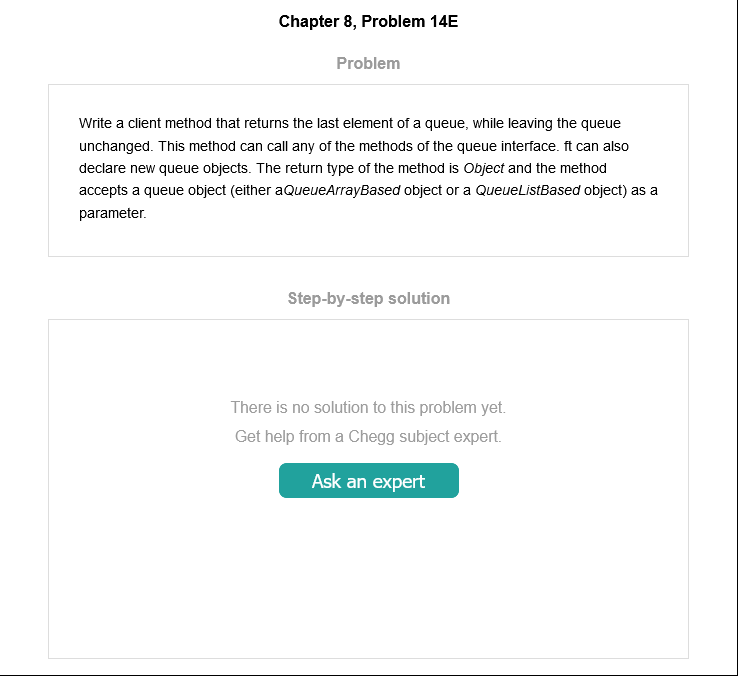 Chapter 8, Problem 14E
Problem
Write a client method that returns the last element of a queue, while leaving the queue
unchanged. This method can call any of the methods of the queue interface. ft can also
declare new queue objects. The return type of the method is Object and the method
accepts a queue object (either aQueueArrayBased object or a QueueListBased object) as a
parameter.
Step-by-step solution
There is no solution to this problem yet.
Get help from a Chegg subject expert.
Ask an expert